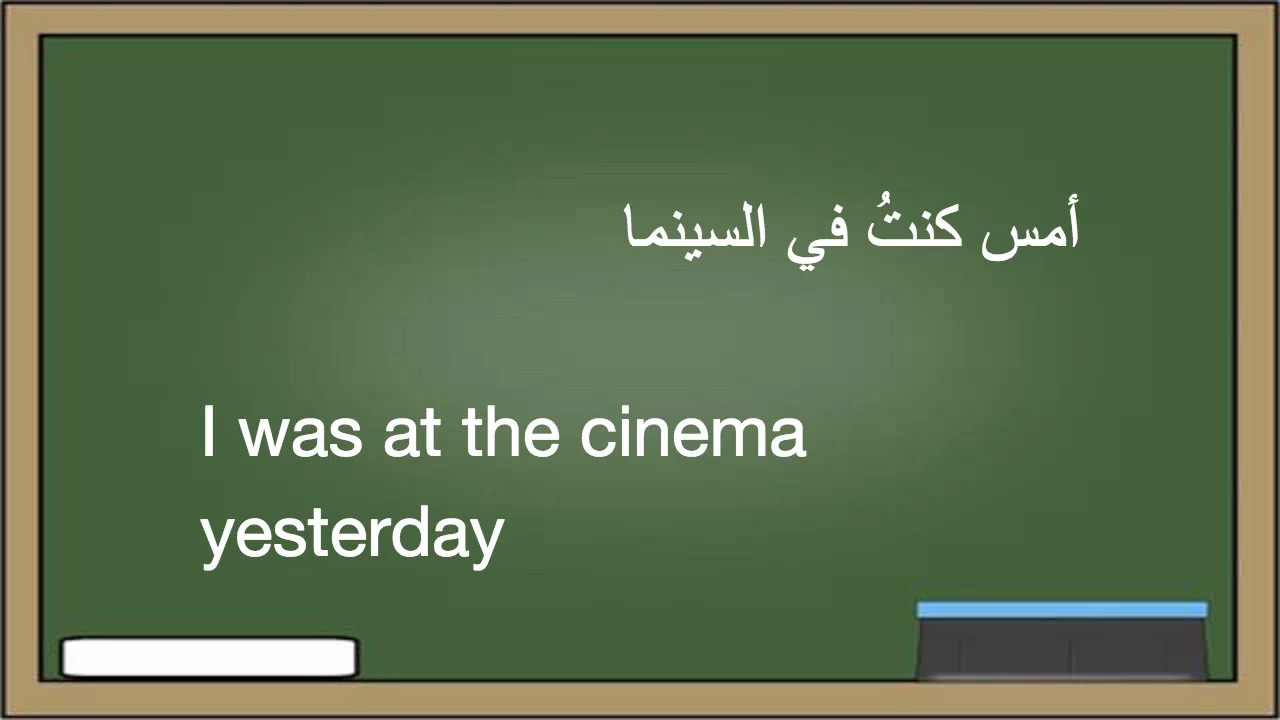 أمس كنتُ في السينما
I was at the cinema
yesterday